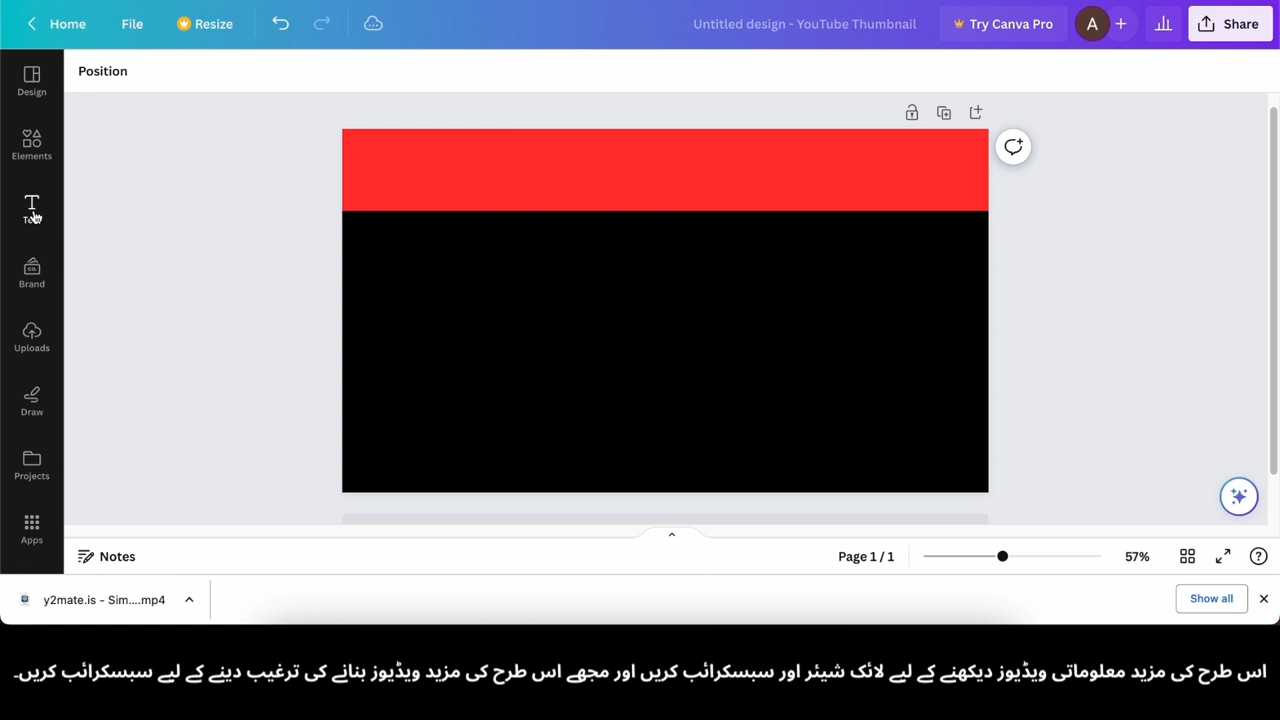 Home File Resize Untitled design - YouTube Thumbnail Try Canva Pro A + Share
Position
Design
Elements
Text
Brand
Uploads
Draw
Projects
Apps
Notes Page 1 / 1 57%
y2mate.is - Sim....mp4 Show all
اس طرح کی مزید معلوماتی ویڈیوز دیکھنے کے لیے لائک شیئر اور سبسکرائب کریں اور مجھے اس طرح کی مزید ویڈیوز بنانے کی ترغیب دینے کے لیے سبسکرائب کریں۔